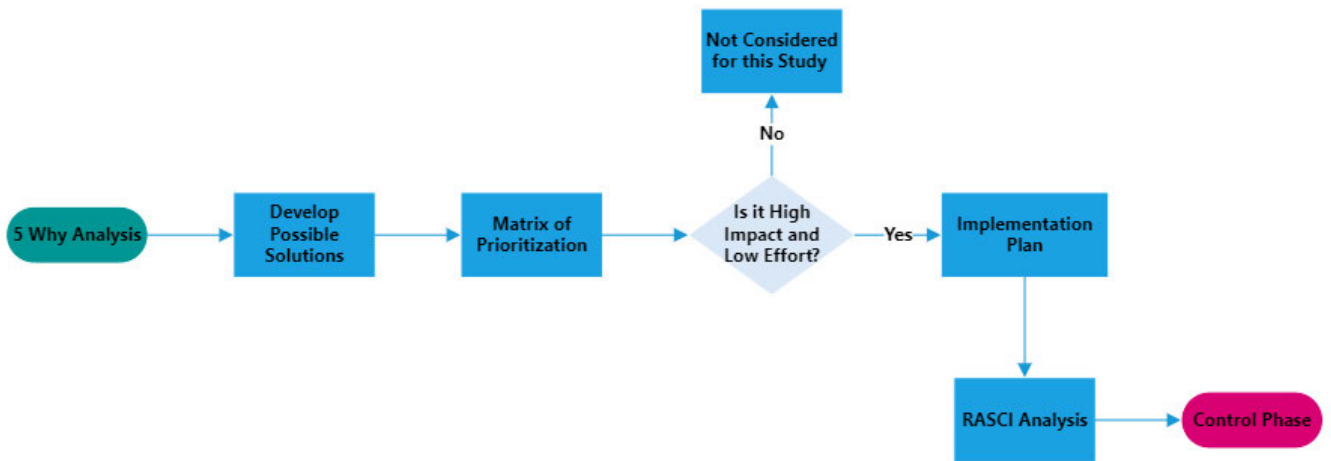 Not Considered
for this Study
No
5 Why Analysis
Develop
Possible
Solutions
Matrix of
Prioritization
Is it High
Impact and
Low Effort?
Yes
Implementation
Plan
RASCI Analysis
Control Phase